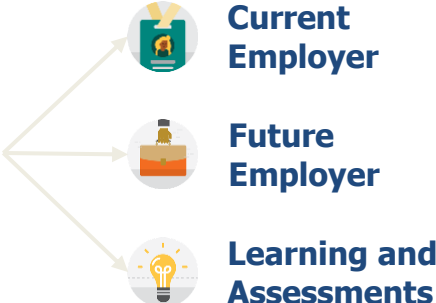 Current
Employer
Future
Employer
Learning and
Assessments